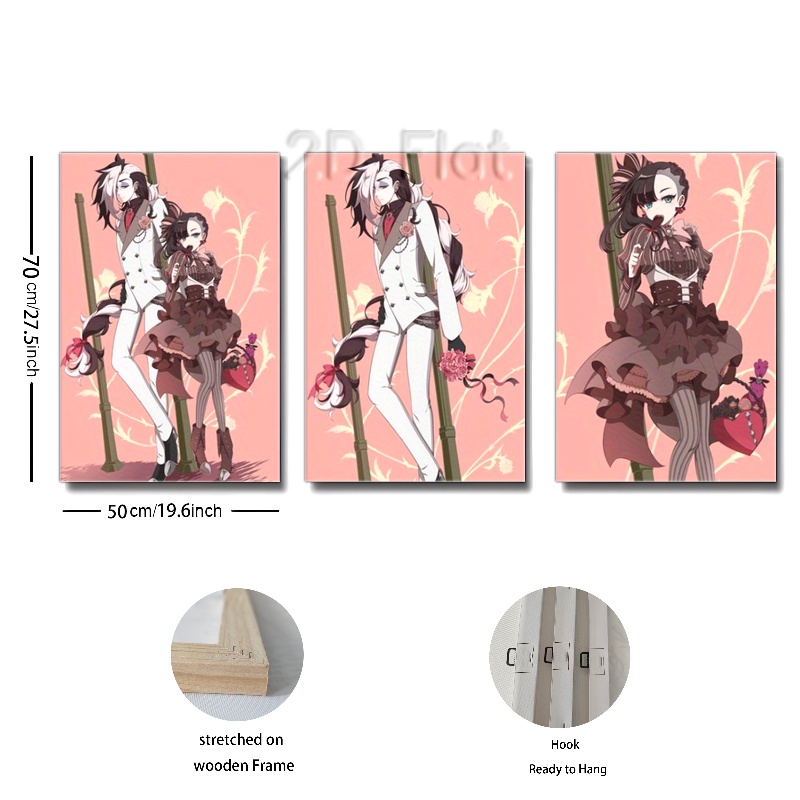 2D Flat
70 cm/27.5inch
50 cm/19.6inch
stretched on
wooden Frame
Hook
Ready to Hang